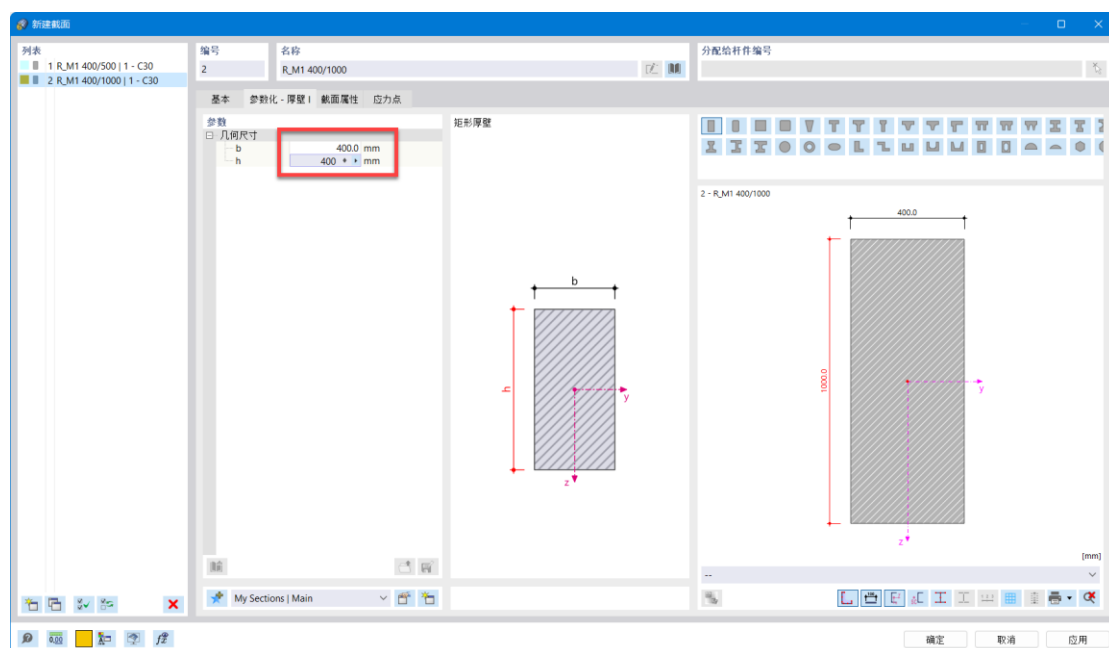 新建截面
列表
1 R_M1 400/500 | 1 - C30
2 R_M1 400/1000 | 1 - C30
编号
2
名称
R_M1 400/1000
分配给杆件编号
基本 参数化 - 厚壁 I 截面属性 应力点
参数
几何尺寸
b 400.0 mm
h 400 mm
矩形厚壁
b
h
y
z
2 - R_M1 400/1000
400.0
1000.0
y
z
[mm]
--
My Sections | Main
0,00
确定 取消 应用